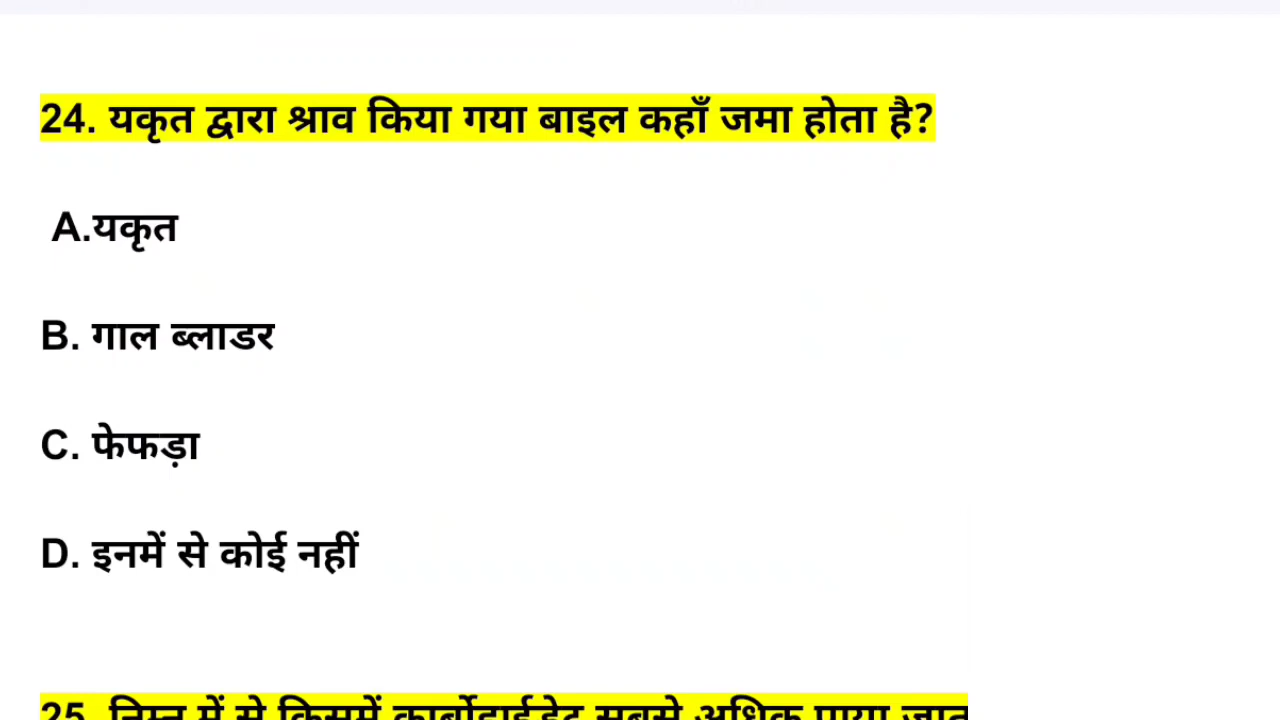 24. यकृत द्वारा श्राव किया गया बाइल कहाँ जमा होता है?
A.यकृत
B. गाल ब्लाडर
C. फेफड़ा
D. इनमें से कोई नहीं
25. निम्न में से किसमें कार्बोहाईड्रेट सबसे अधिक पाया जात